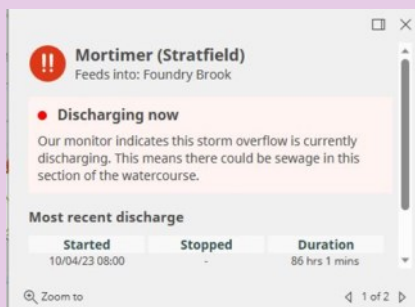 !!
Mortimer (Stratfield)
Feeds into: Foundry Brook
Discharging now
Our monitor indicates this storm overflow is currently
discharging. This means there could be sewage in this
section of the watercourse.
Most recent discharge
Started Stopped Duration
10/04/23 08:00 - 86 hrs 1 mins
Zoom to 1 of 2